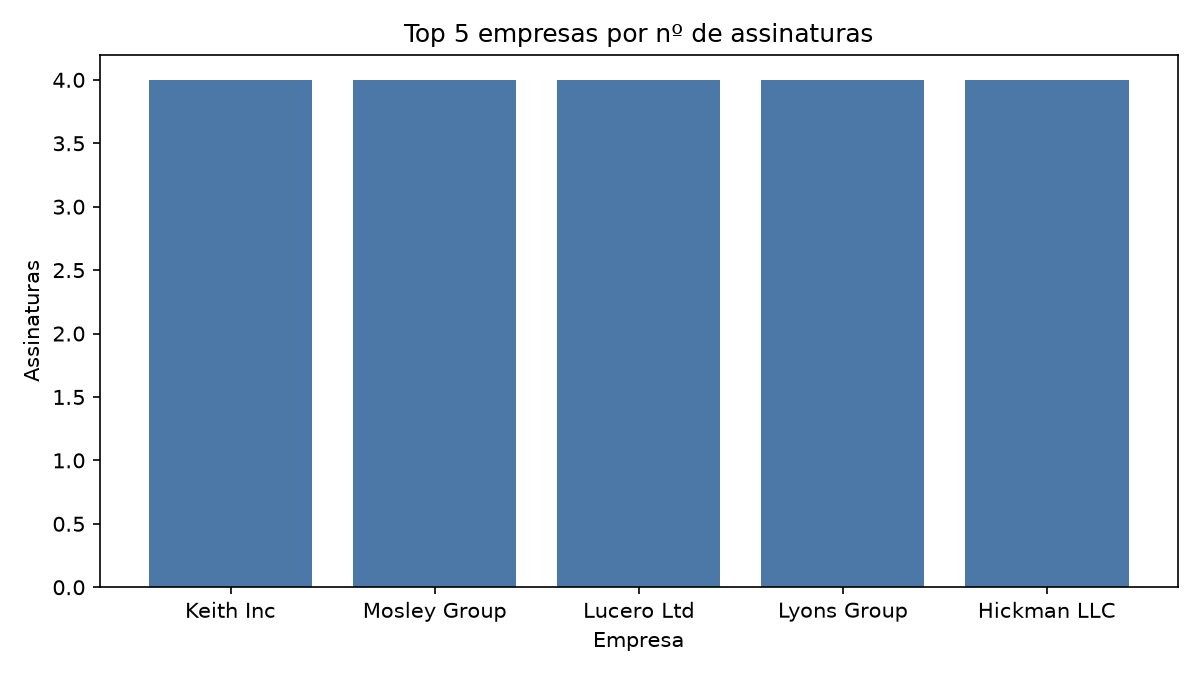 Top 5 empresas por nº de assinaturas
Assinaturas
4.0
3.5
3.0
2.5
2.0
1.5
1.0
0.5
0.0
Keith Inc
Mosley Group
Lucero Ltd
Lyons Group
Hickman LLC
Empresa